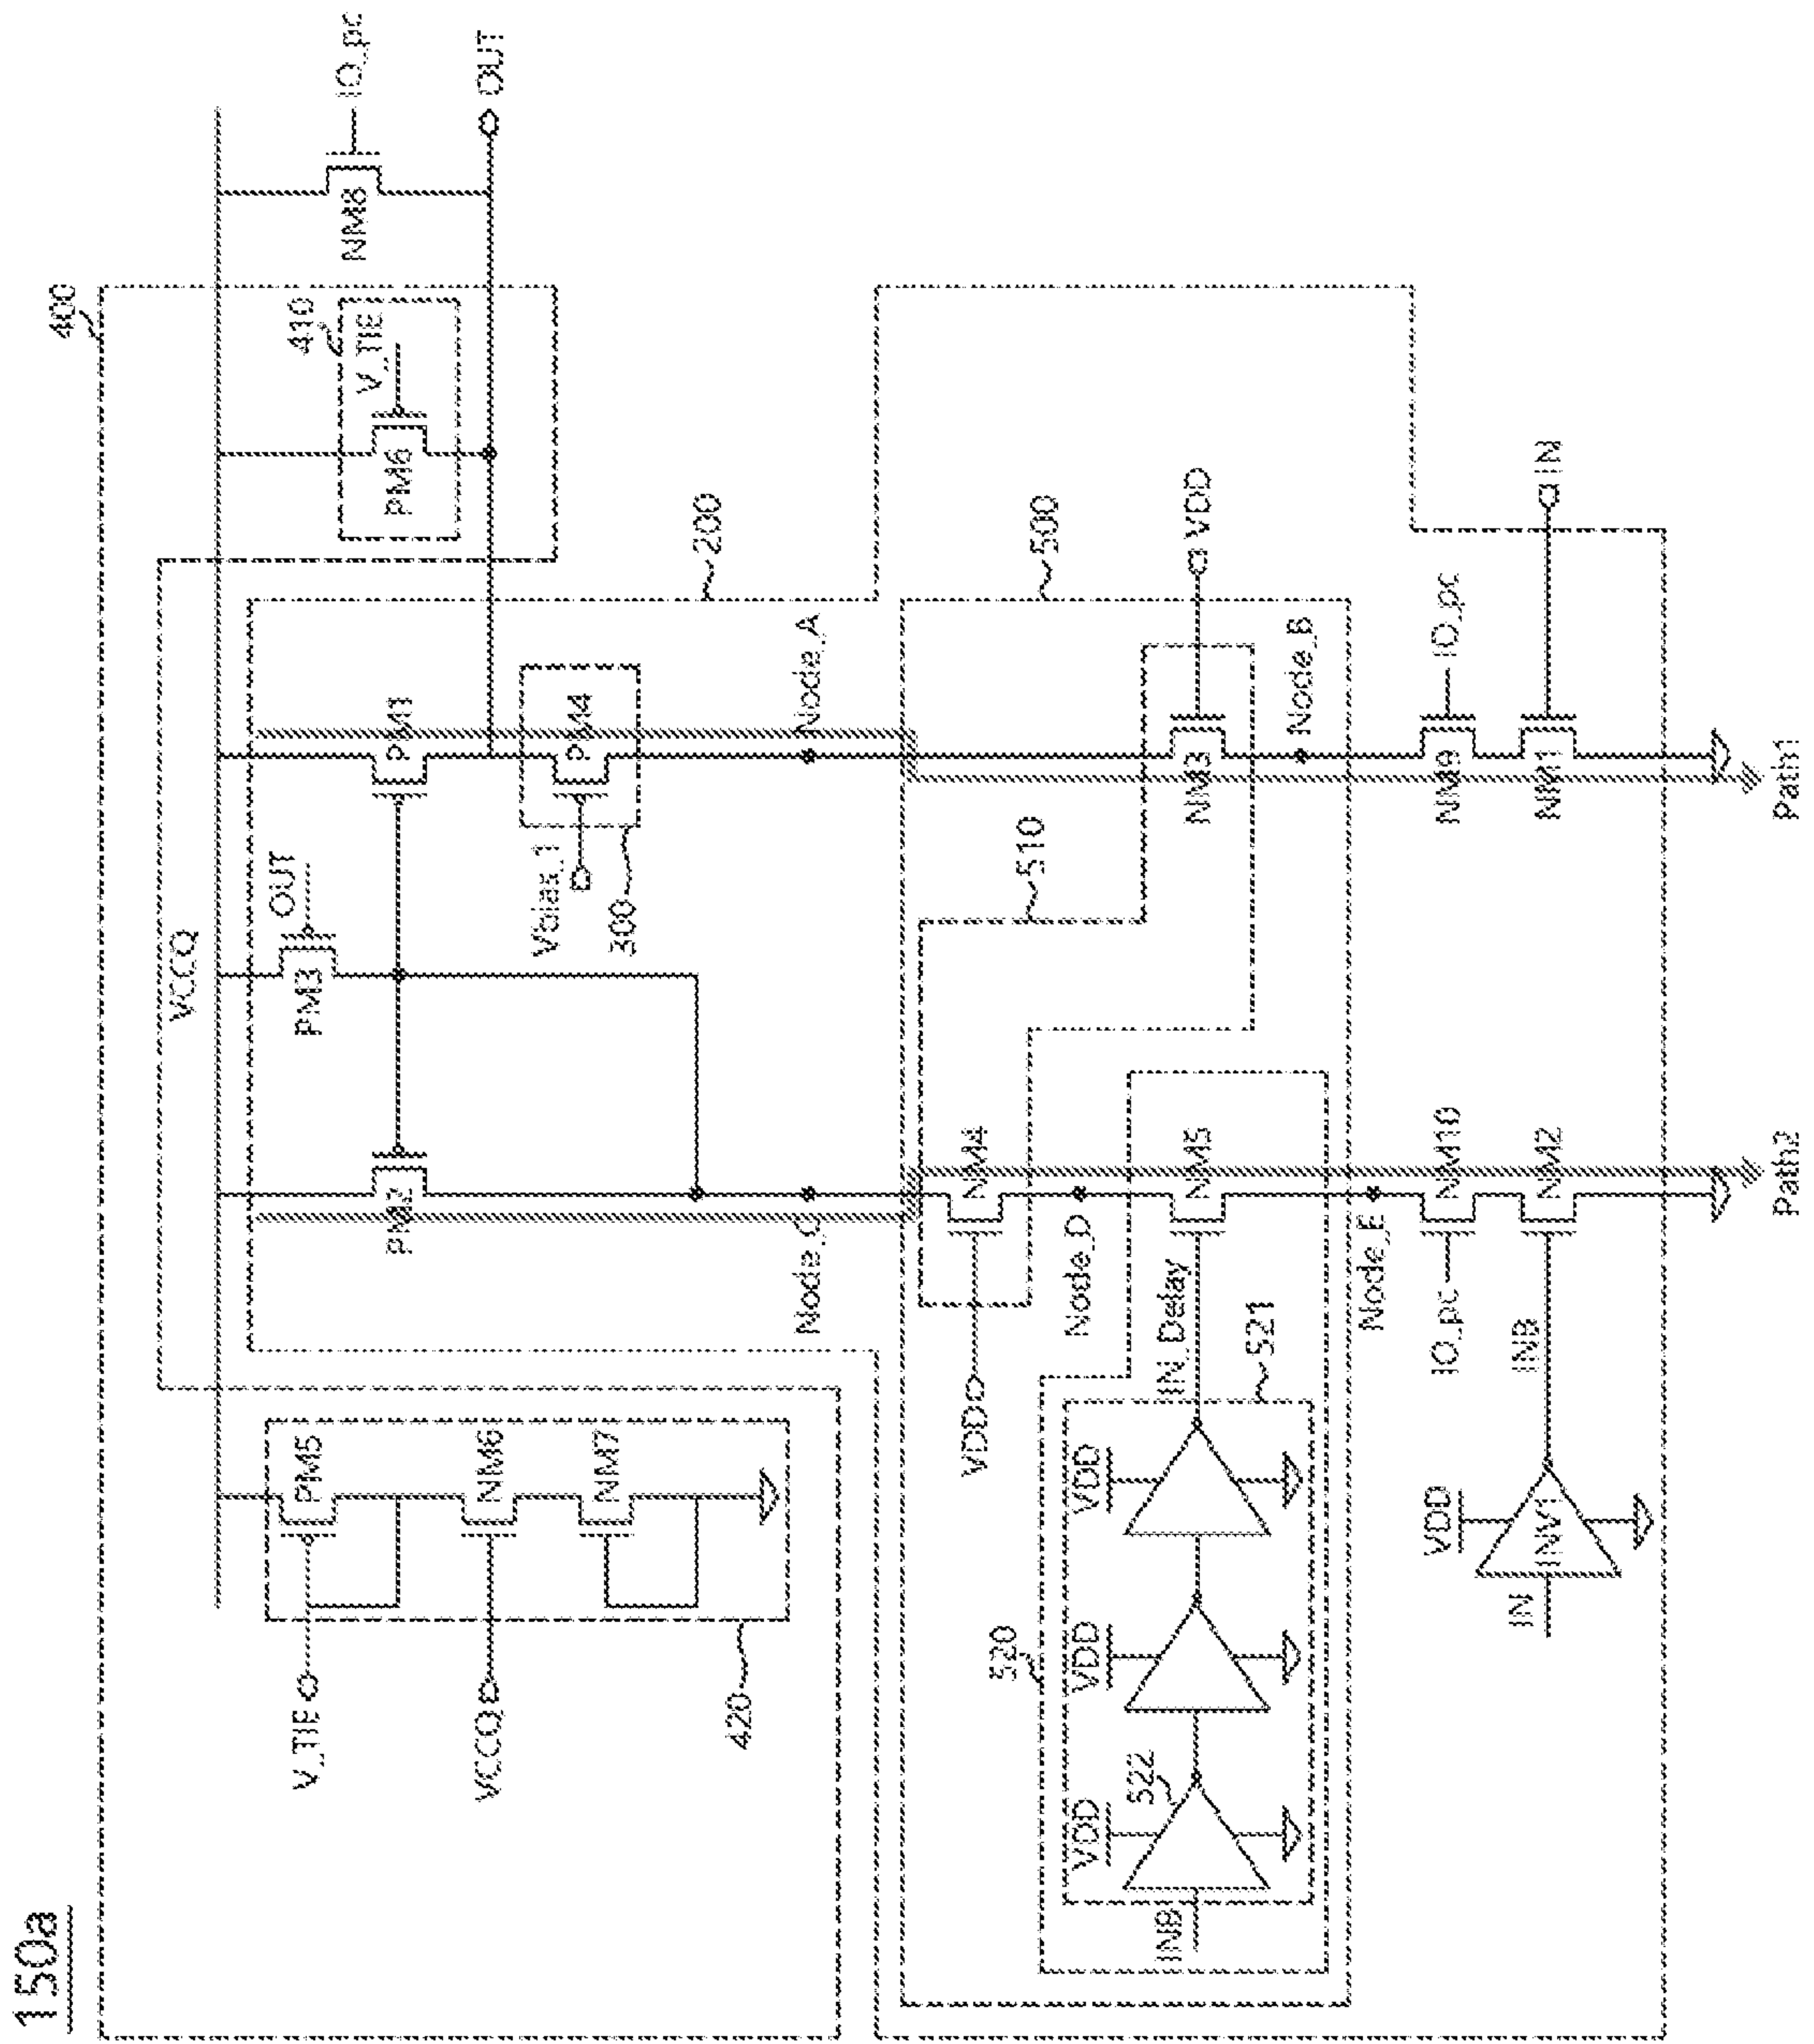 150a
400
VCCQ
IO_pc
NM8
OUT
410
V_TIE
PM6
V_TIE
PM5
VCCQ
NM6
NM7
420
PM2
PM3
OUT
PM1
Vbias_1
PM4
300
200
Node_C
Node_A
500
VDD
NM4
510
Node_D
520
521
522
INB
VDD
VDD
VDD
IN_Delay
NM5
NM3
VDD
Node_E
Node_B
IO_pc
NM10
NM9
IO_pc
IN
VDD
INV1
INB
NM2
NM1
IN
Path2
Path1